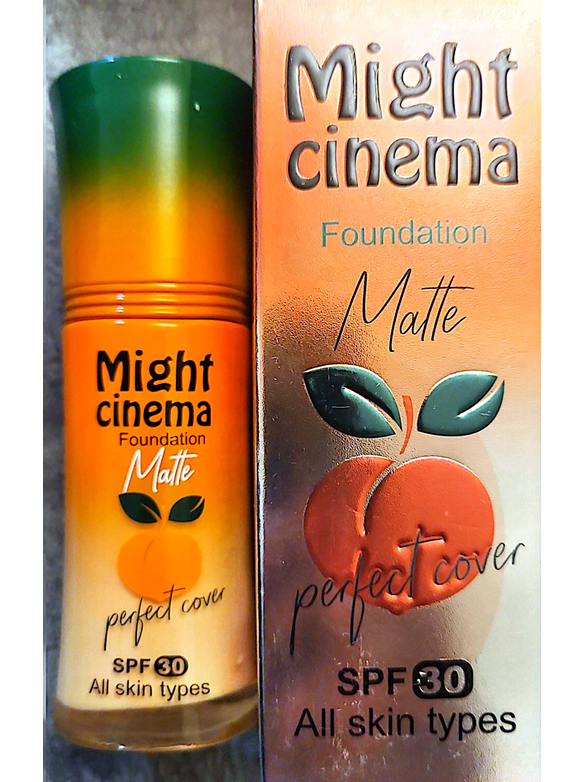 Might
cinema
Foundation
Matte
perfect cover
SPF 30
All skin types
Might
cinema
Foundation
Matte
perfect cover
SPF 30
All skin types